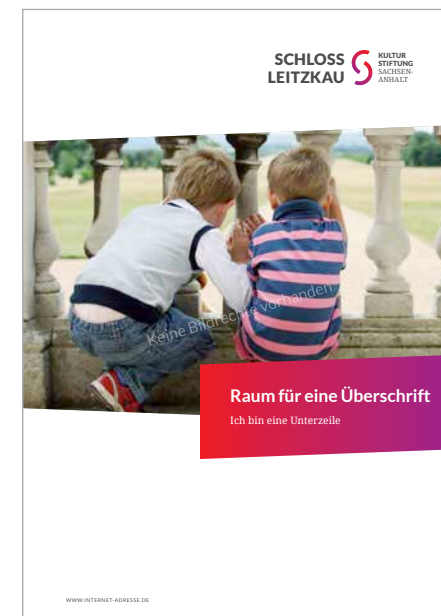 SCHLOSS
LEITZKAU
KULTUR
STIFTUNG
SACHSEN-
ANHALT
Keine Bildrechte vorhanden
Raum für eine Überschrift
Ich bin eine Unterzeile
WWW.INTERNET-ADRESSE.DE